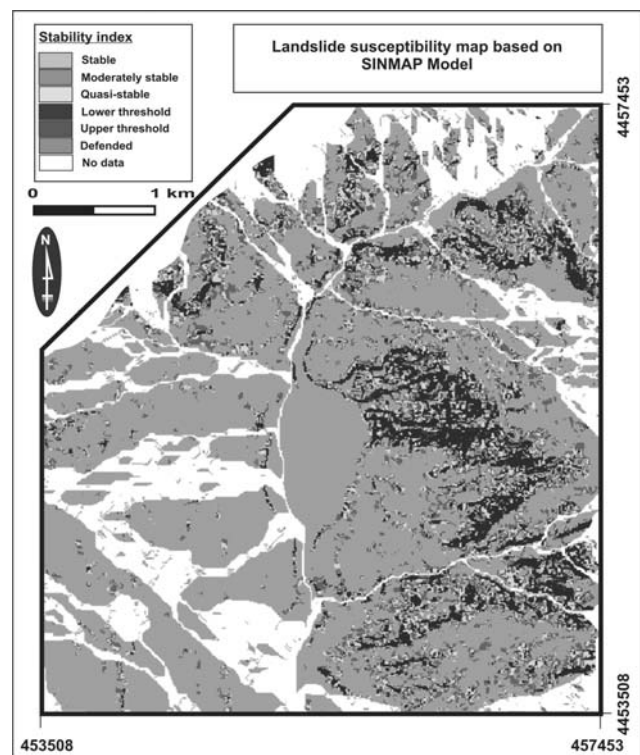 Stability index
Stable
Moderately stable
Quasi-stable
Lower threshold
Upper threshold
Defended
No data
0 1 km
N
Landslide susceptibility map based on
SINMAP Model
4457453
4453508
453508 457453